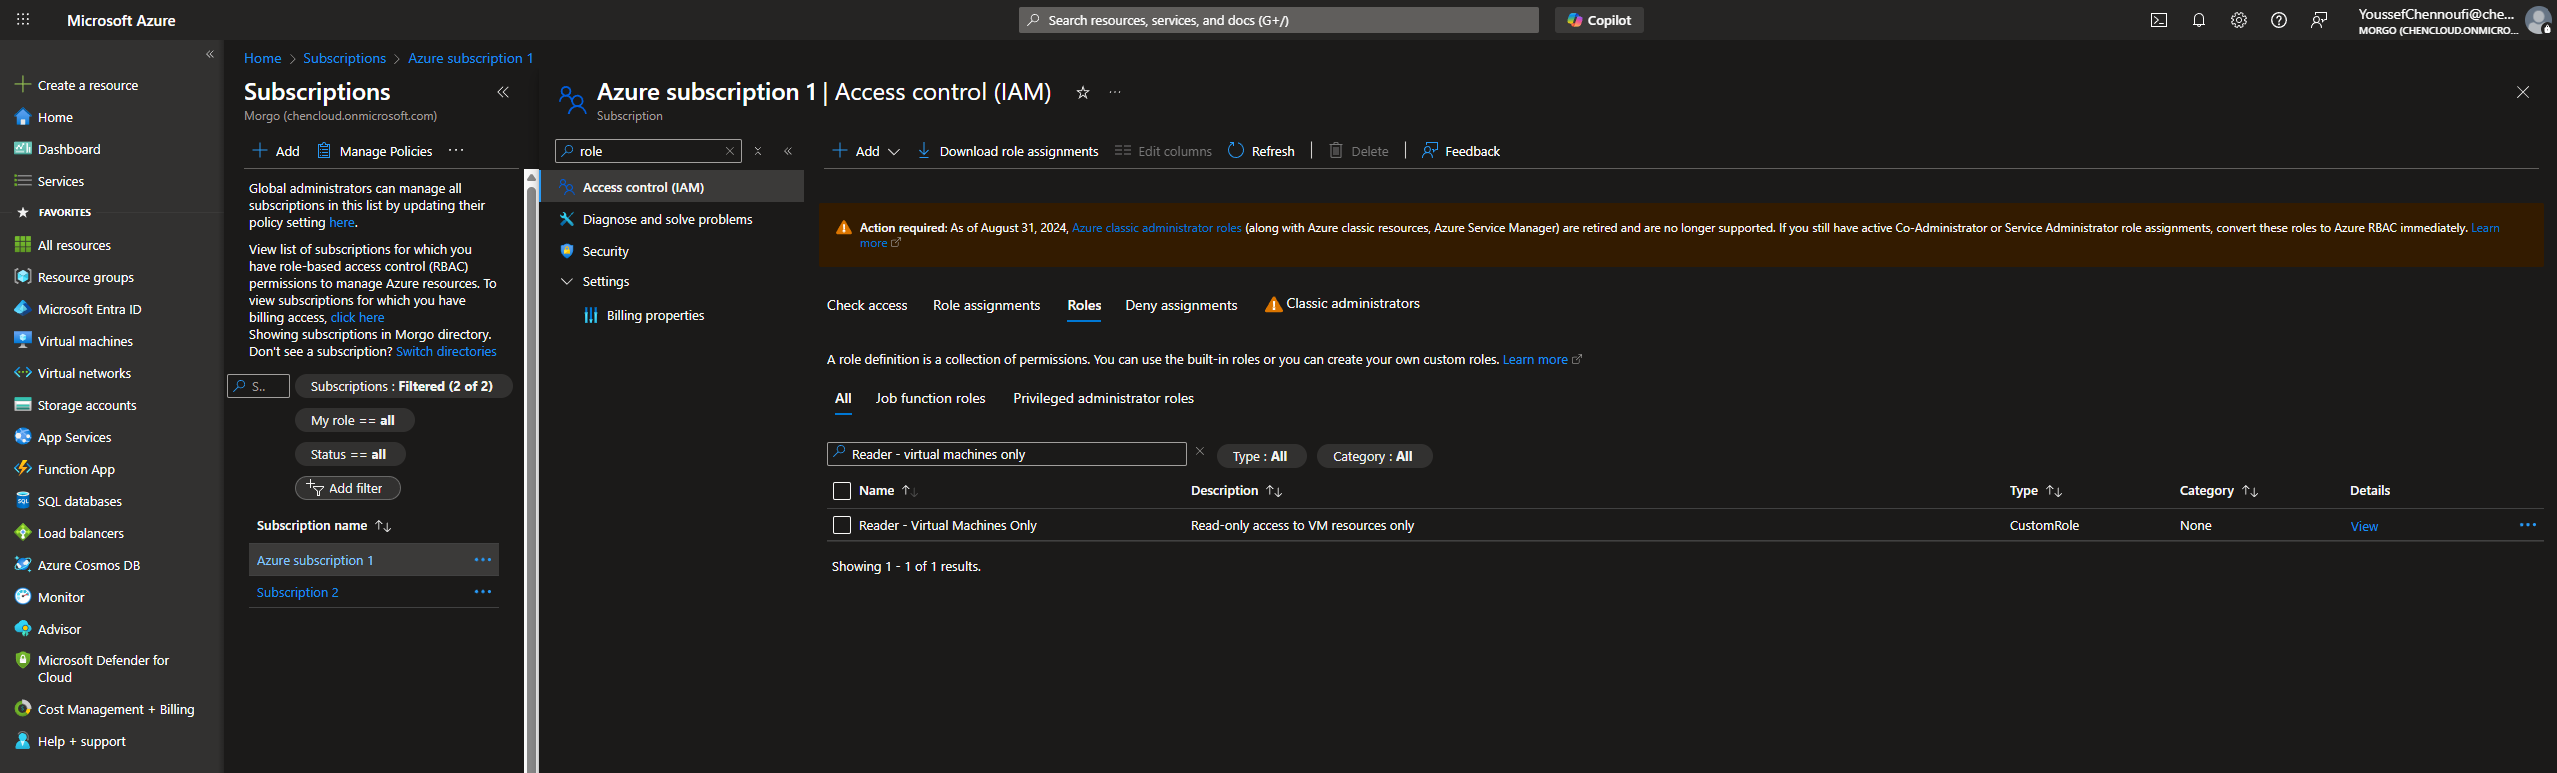 Microsoft Azure
Search resources, services, and docs (G+/)
Copilot
YoussefChennoufi@che...
MORGO (CHENCLOUD.ONMICRO...
Create a resource
Home
Dashboard
Services
FAVORITES
All resources
Resource groups
Microsoft Entra ID
Virtual machines
Virtual networks
Storage accounts
App Services
Function App
SQL databases
Load balancers
Azure Cosmos DB
Monitor
Advisor
Microsoft Defender for
Cloud
Cost Management + Billing
Help + support
Home > Subscriptions > Azure subscription 1
Subscriptions
Morgo (chencloud.onmicrosoft.com)
Add
Manage Policies
Global administrators can manage all
subscriptions in this list by updating their
policy setting here.
View list of subscriptions for which you
have role-based access control (RBAC)
permissions to manage Azure resources. To
view subscriptions for which you have
billing access, click here
Showing subscriptions in Morgo directory.
Don't see a subscription? Switch directories
S..
Subscriptions : Filtered (2 of 2)
My role == all
Status == all
Add filter
Subscription name
Azure subscription 1
Subscription 2
Azure subscription 1 | Access control (IAM)
Subscription
role
Access control (IAM)
Diagnose and solve problems
Security
Settings
Billing properties
Add
Download role assignments
Edit columns
Refresh
Delete
Feedback
Action required: As of August 31, 2024, Azure classic administrator roles (along with Azure classic resources, Azure Service Manager) are retired and are no longer supported. If you still have active Co-Administrator or Service Administrator role assignments, convert these roles to Azure RBAC immediately. Learn
more
Check access
Role assignments
Roles
Deny assignments
Classic administrators
A role definition is a collection of permissions. You can use the built-in roles or you can create your own custom roles. Learn more
All
Job function roles
Privileged administrator roles
Reader - virtual machines only
Type : All
Category : All
Name
Description
Type
Category
Details
Reader - Virtual Machines Only
Read-only access to VM resources only
CustomRole
None
View
Showing 1 - 1 of 1 results.